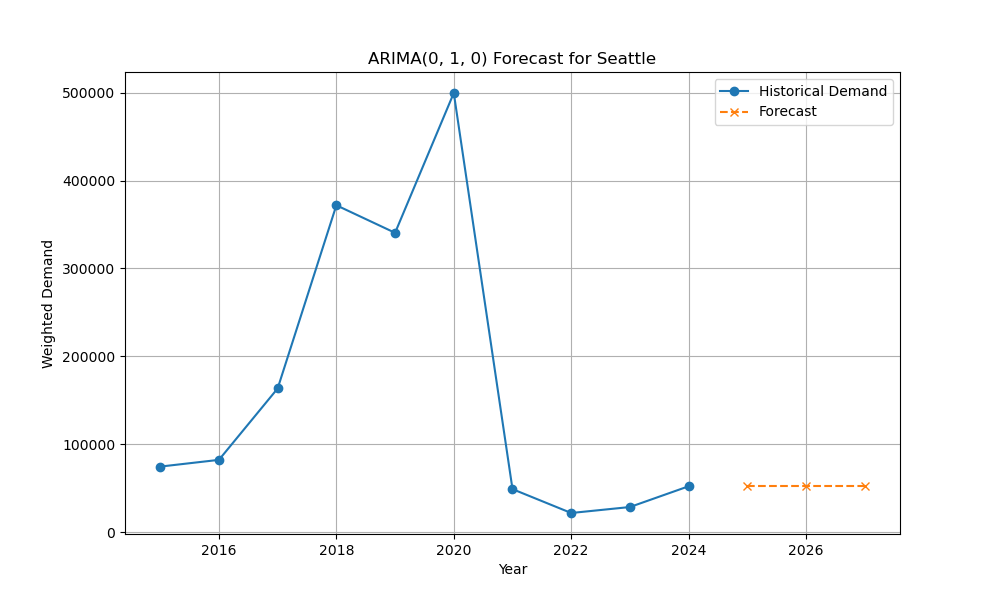 ARIMA(0, 1, 0) Forecast for Seattle
Historical Demand
Forecast
500000
400000
300000
200000
100000
0
Weighted Demand
2016 2018 2020 2022 2024 2026
Year